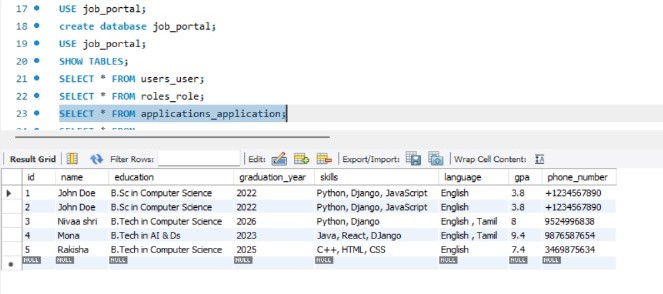 17 USE job_portal;
18 create database job_portal;
19 USE job_portal;
20 SHOW TABLES;
21 SELECT * FROM users_user;
22 SELECT * FROM roles_role;
23 SELECT * FROM applications_application;
Result Grid Filter Rows: Edit: Export/Import: Wrap Cell Content:
id name education graduation_year skills language gpa phone_number
1 John Doe B.Sc in Computer Science 2022 Python, Django, JavaScript English 3.8 +1234567890
2 John Doe B.Sc in Computer Science 2022 Python, Django, JavaScript English 3.8 +1234567890
3 Nivaa shri B.Tech in Computer Science 2026 Python, Django English , Tamil 8 9524996838
4 Mona B.Tech in AI & Ds 2023 Java, React, DJango English , Tamil 9.4 9876587654
5 Rakisha B.Tech in Computer Science 2025 C++, HTML, CSS English 7.4 3469875634
NULL NULL NULL NULL NULL NULL NULL NULL